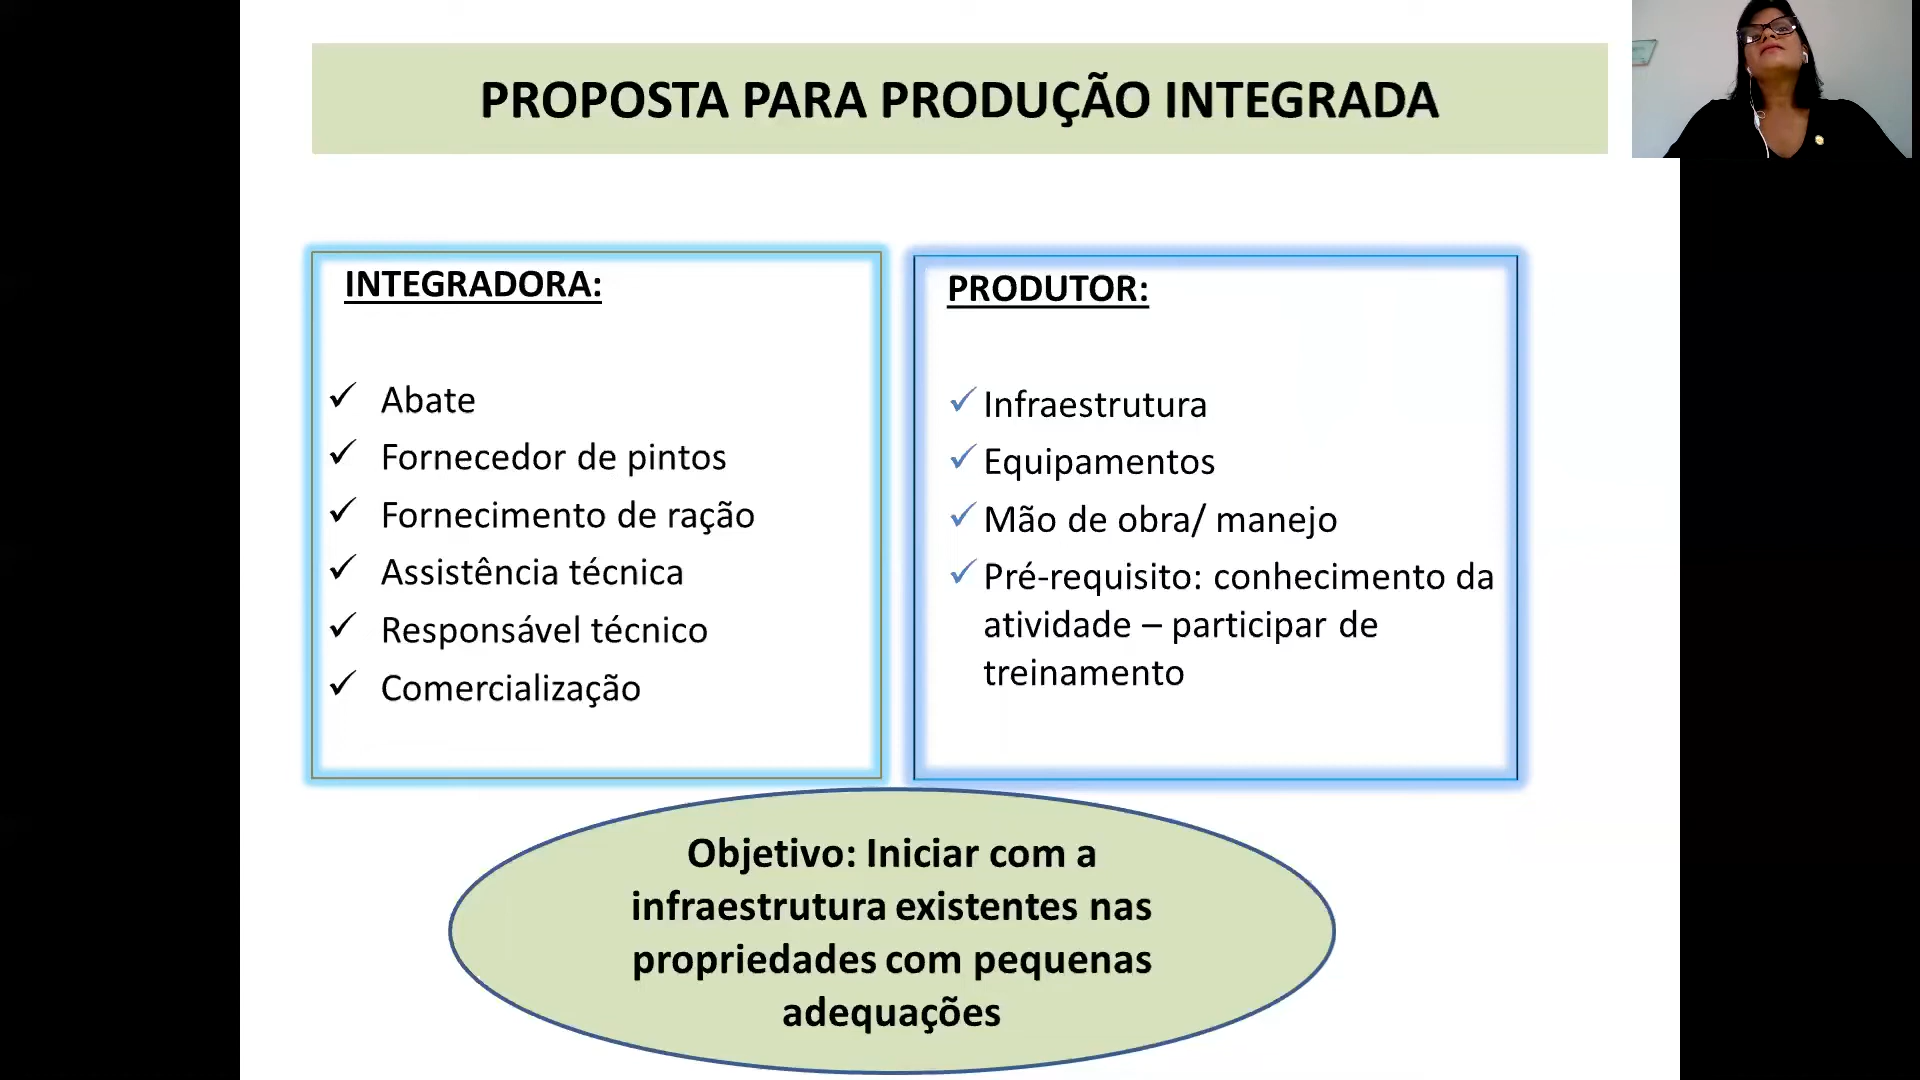 PROPOSTA PARA PRODUÇÃO INTEGRADA
INTEGRADORA:
Abate
Fornecedor de pintos
Fornecimento de ração
Assistência técnica
Responsável técnico
Comercialização
PRODUTOR:
Infraestrutura
Equipamentos
Mão de obra/ manejo
Pré-requisito: conhecimento da
atividade – participar de
treinamento
Objetivo: Iniciar com a
infraestrutura existentes nas
propriedades com pequenas
adequações